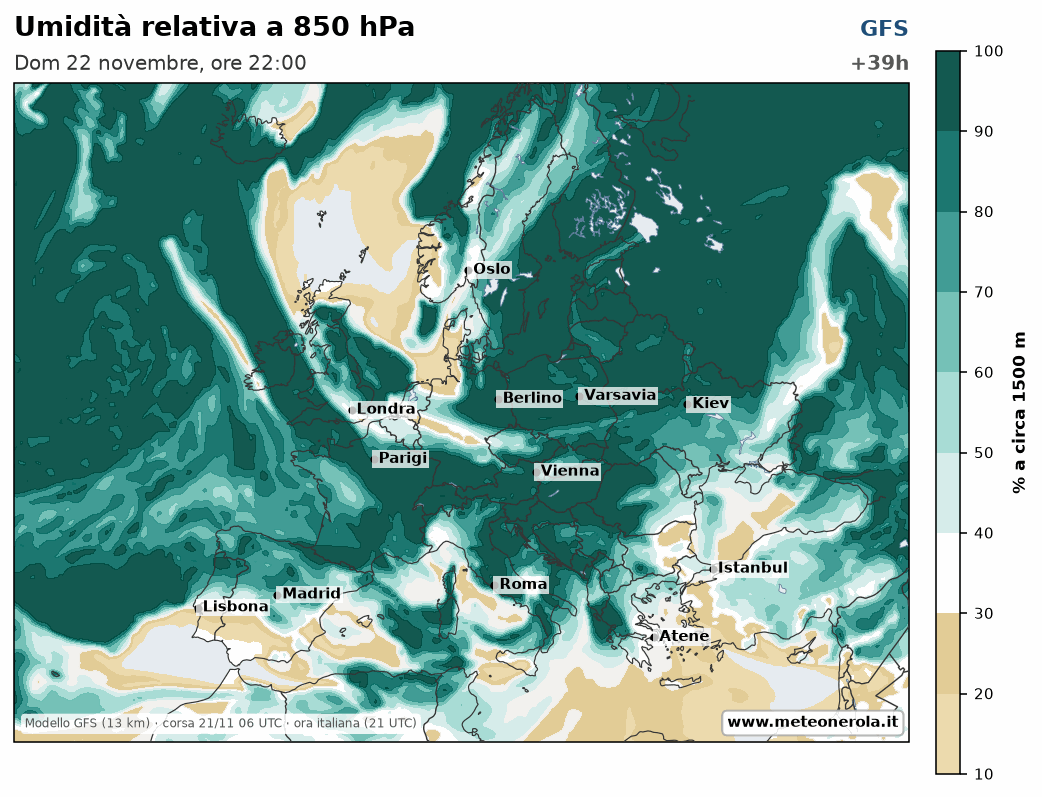 Umidità relativa a 850 hPa
GFS
Dom 22 novembre, ore 22:00
+39h
100
90
80
70
60
50
40
30
20
10
% a circa 1500 m
Oslo
Londra
Berlino
Varsavia
Kiev
Parigi
Vienna
Istanbul
Roma
Madrid
Lisbona
Atene
Modello GFS (13 km) · corsa 21/11 06 UTC · ora italiana (21 UTC)
www.meteonerola.it